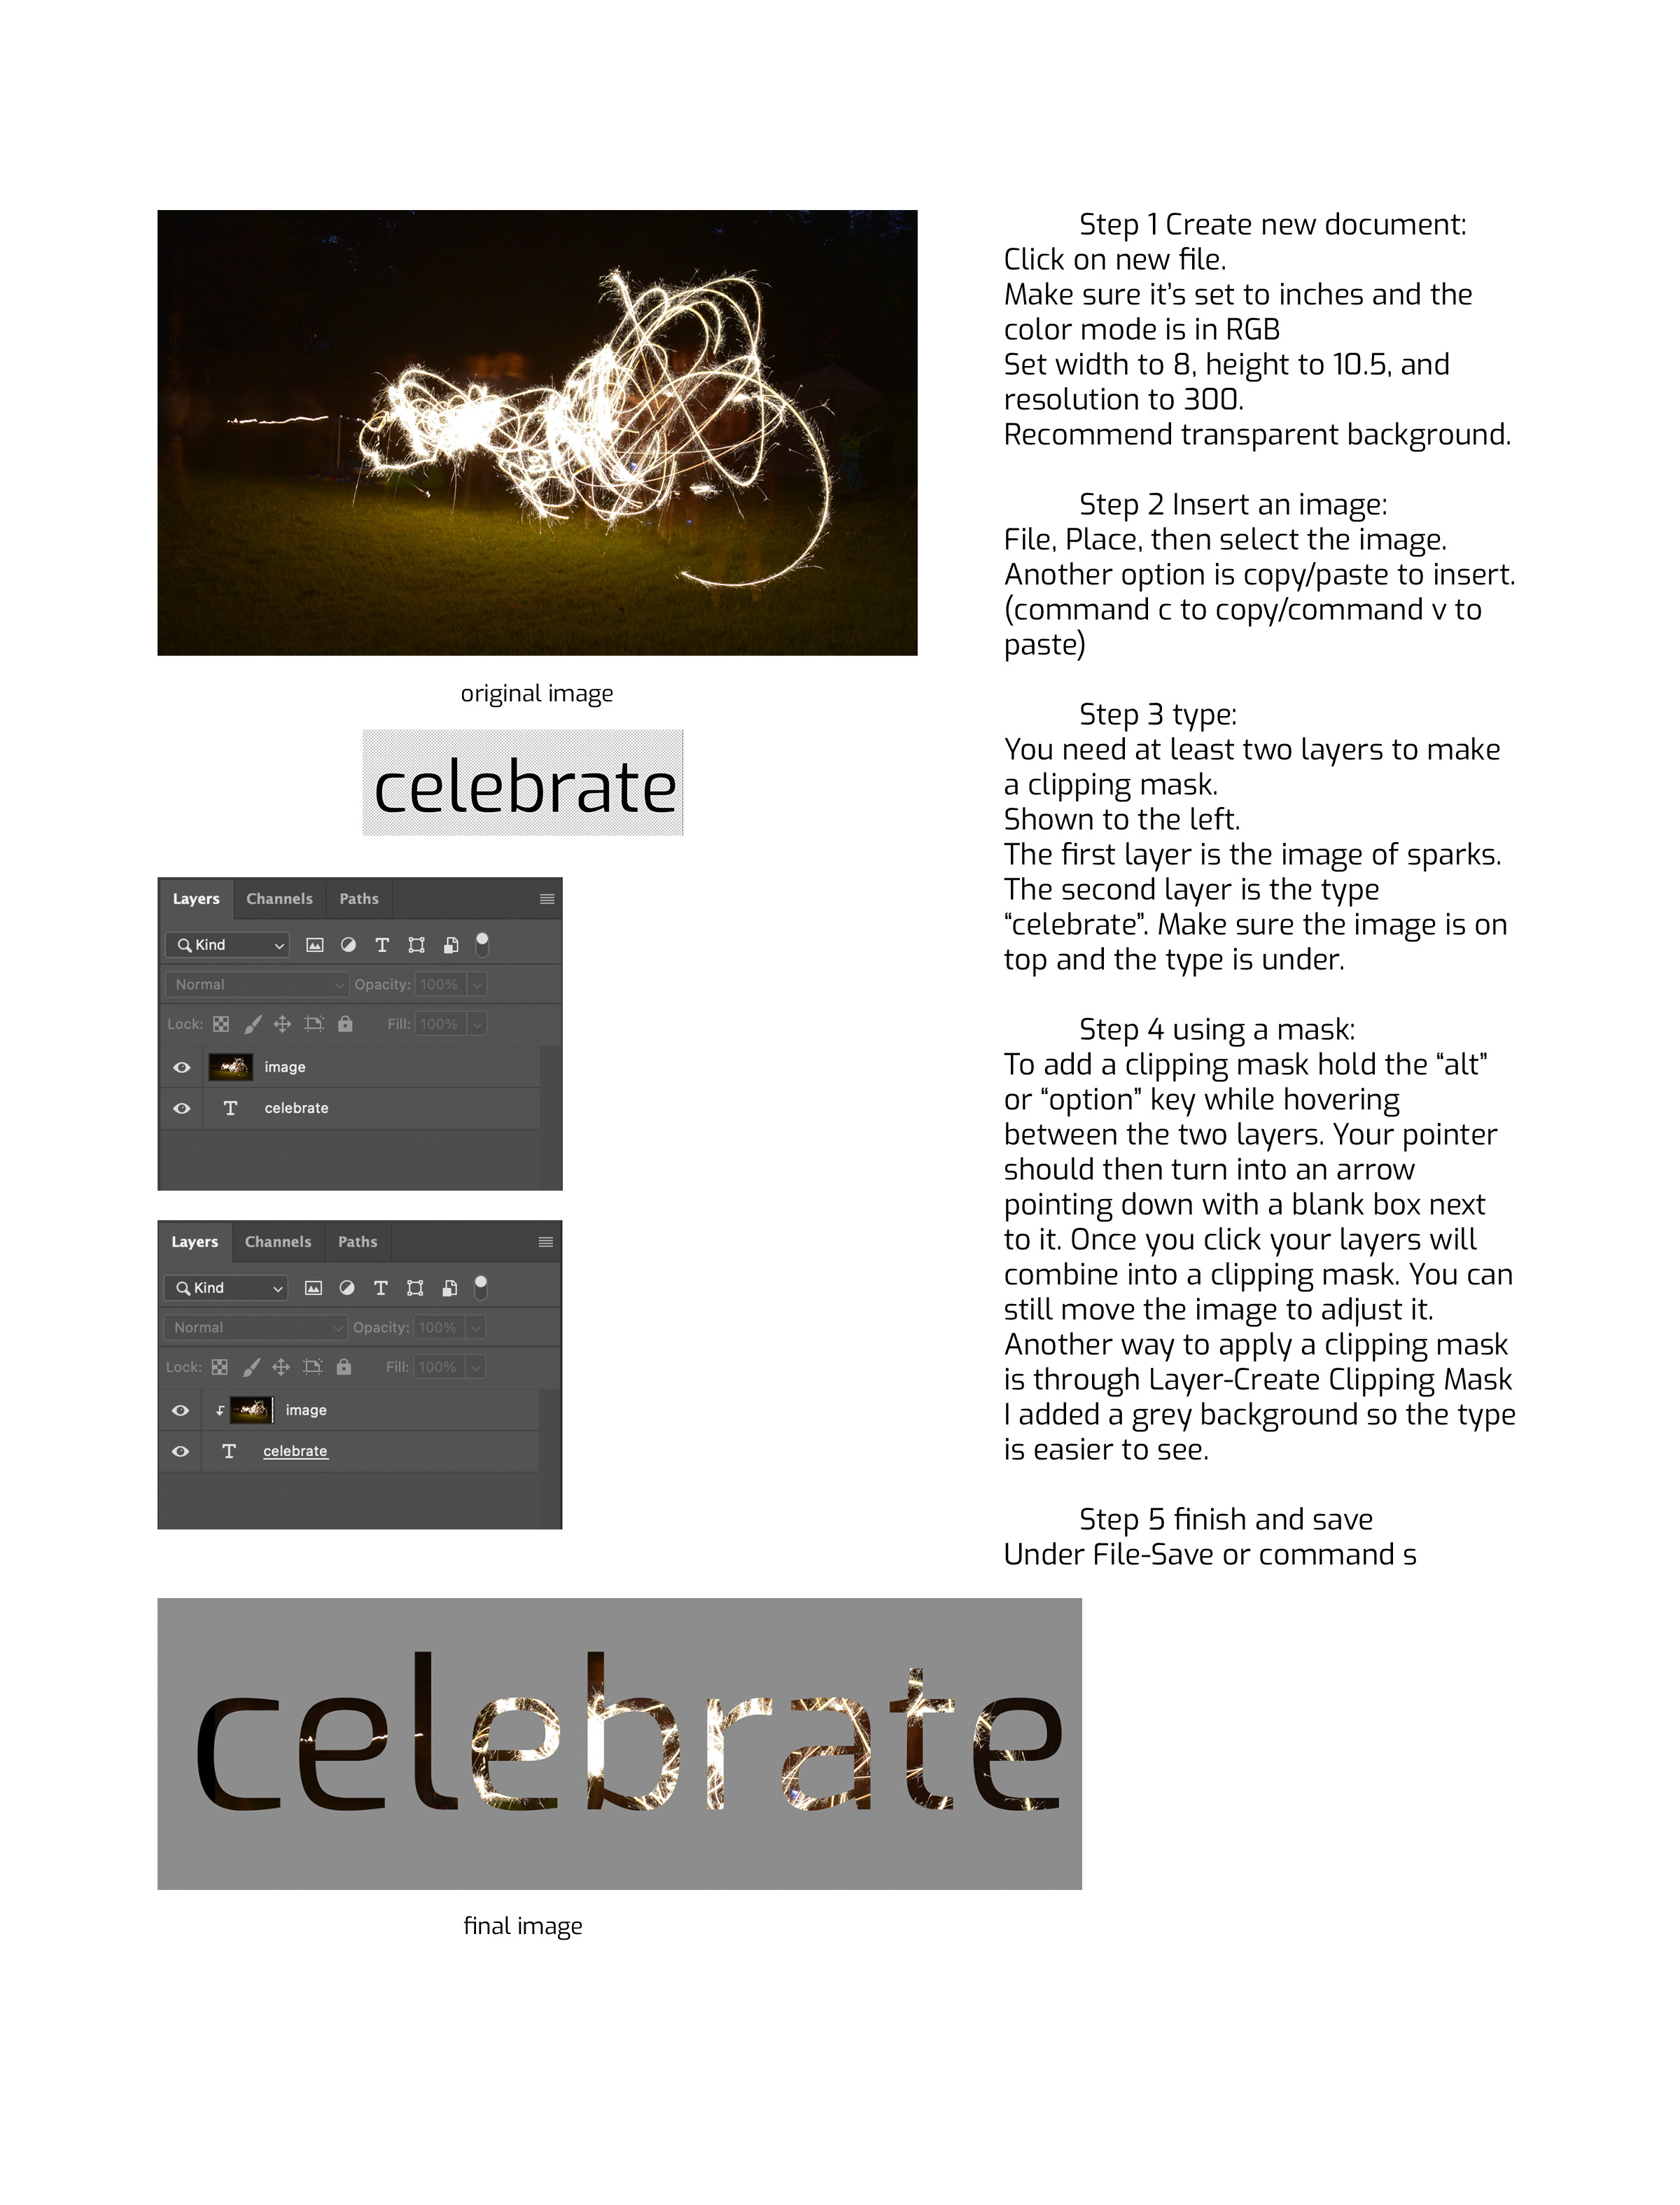 original image
celebrate
Layers Channels Paths
Kind
Normal Opacity: 100%
Lock: Fill: 100%
image
T celebrate
Layers Channels Paths
Kind
Normal Opacity: 100%
Lock: Fill: 100%
image
T celebrate
celebrate
final image
Step 1 Create new document:
Click on new file.
Make sure it's set to inches and the
color mode is in RGB
Set width to 8, height to 10.5, and
resolution to 300.
Recommend transparent background.
Step 2 Insert an image:
File, Place, then select the image.
Another option is copy/paste to insert.
(command c to copy/command v to
paste)
Step 3 type:
You need at least two layers to make
a clipping mask.
Shown to the left.
The first layer is the image of sparks.
The second layer is the type
“celebrate”. Make sure the image is on
top and the type is under.
Step 4 using a mask:
To add a clipping mask hold the “alt”
or “option” key while hovering
between the two layers. Your pointer
should then turn into an arrow
pointing down with a blank box next
to it. Once you click your layers will
combine into a clipping mask. You can
still move the image to adjust it.
Another way to apply a clipping mask
is through Layer-Create Clipping Mask
I added a grey background so the type
is easier to see.
Step 5 finish and save
Under File-Save or command s